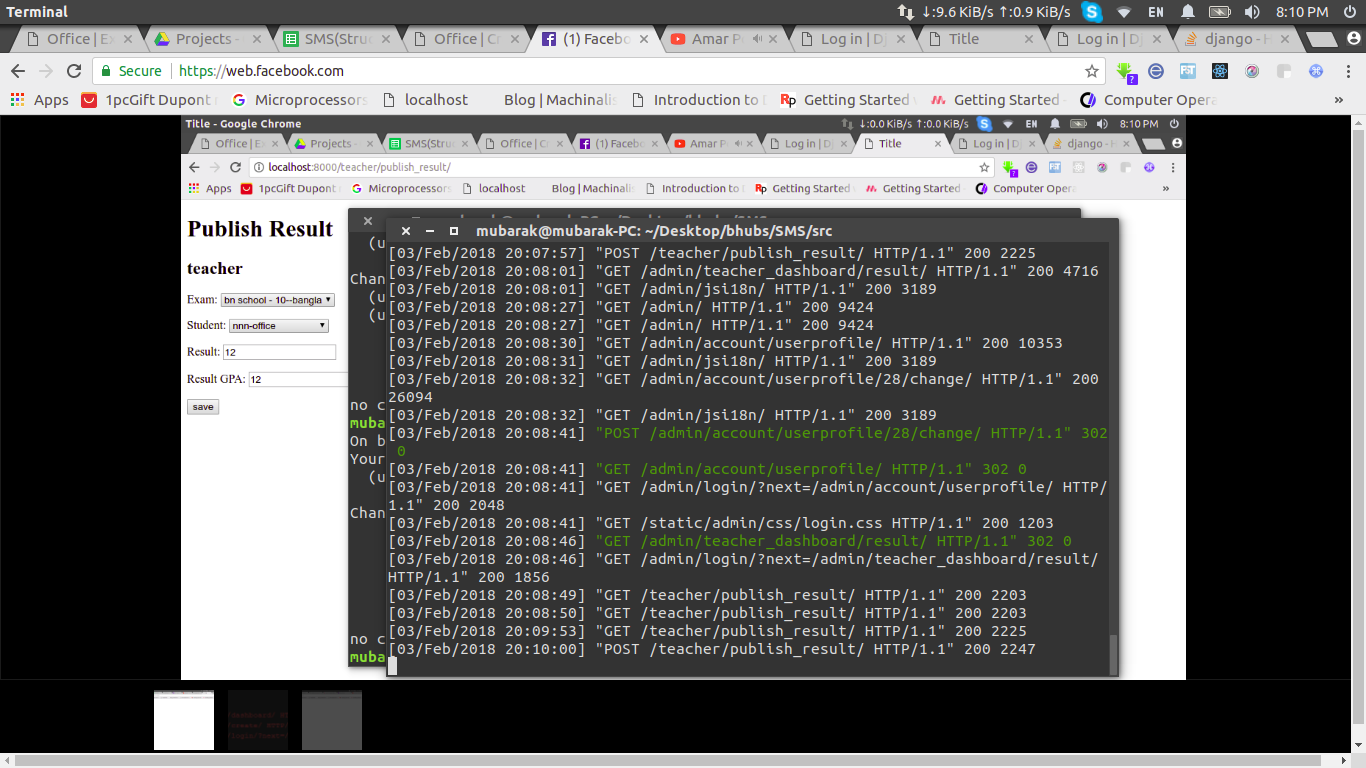 Terminal
↓:9.6 KiB/s ↑:0.9 KiB/s EN 8:10 PM
Office | Ex Projects - SMS(Struc Office | Cr (1) Facebo Amar P Log in | Dj Title Log in | Dj django - H
Secure https://web.facebook.com
Apps 1pcGift Dupont Microprocessors localhost Blog | Machinalis Introduction to Getting Started Getting Started Computer Opera »
Title - Google Chrome ↓:0.0 KiB/s ↑:0.0 KiB/s EN 8:10 PM
Office | Ex Projects - SMS(Struc Office | C (1) Facebo Amar P Log in | D Title Log in | D django - H
localhost:8000/teacher/publish_result/
Apps 1pcGift Dupont Microprocessors localhost Blog | Machinalis Introduction to Getting Started Getting Started Computer Opera »
Publish Result
teacher
Exam: bn school - 10--bangla
Student: nnn-office
Result: 12
Result GPA: 12
save
(u
Chan
(u
(u
no c
muba
On b
Your
(u
Chan
no c
muba
mubarak@mubarak-PC: ~/Desktop/bhubs/SMS/src
[03/Feb/2018 20:07:57] "POST /teacher/publish_result/ HTTP/1.1" 200 2225
[03/Feb/2018 20:08:01] "GET /admin/teacher_dashboard/result/ HTTP/1.1" 200 4716
[03/Feb/2018 20:08:01] "GET /admin/jsi18n/ HTTP/1.1" 200 3189
[03/Feb/2018 20:08:27] "GET /admin/ HTTP/1.1" 200 9424
[03/Feb/2018 20:08:27] "GET /admin/ HTTP/1.1" 200 9424
[03/Feb/2018 20:08:30] "GET /admin/account/userprofile/ HTTP/1.1" 200 10353
[03/Feb/2018 20:08:31] "GET /admin/jsi18n/ HTTP/1.1" 200 3189
[03/Feb/2018 20:08:32] "GET /admin/account/userprofile/28/change/ HTTP/1.1" 200
26094
[03/Feb/2018 20:08:32] "GET /admin/jsi18n/ HTTP/1.1" 200 3189
[03/Feb/2018 20:08:41] "POST /admin/account/userprofile/28/change/ HTTP/1.1" 302
0
[03/Feb/2018 20:08:41] "GET /admin/account/userprofile/ HTTP/1.1" 302 0
[03/Feb/2018 20:08:41] "GET /admin/login/?next=/admin/account/userprofile/ HTTP/
1.1" 200 2048
[03/Feb/2018 20:08:41] "GET /static/admin/css/login.css HTTP/1.1" 200 1203
[03/Feb/2018 20:08:46] "GET /admin/teacher_dashboard/result/ HTTP/1.1" 302 0
[03/Feb/2018 20:08:46] "GET /admin/login/?next=/admin/teacher_dashboard/result/
HTTP/1.1" 200 1856
[03/Feb/2018 20:08:49] "GET /teacher/publish_result/ HTTP/1.1" 200 2203
[03/Feb/2018 20:08:50] "GET /teacher/publish_result/ HTTP/1.1" 200 2203
[03/Feb/2018 20:09:53] "GET /teacher/publish_result/ HTTP/1.1" 200 2225
[03/Feb/2018 20:10:00] "POST /teacher/publish_result/ HTTP/1.1" 200 2247